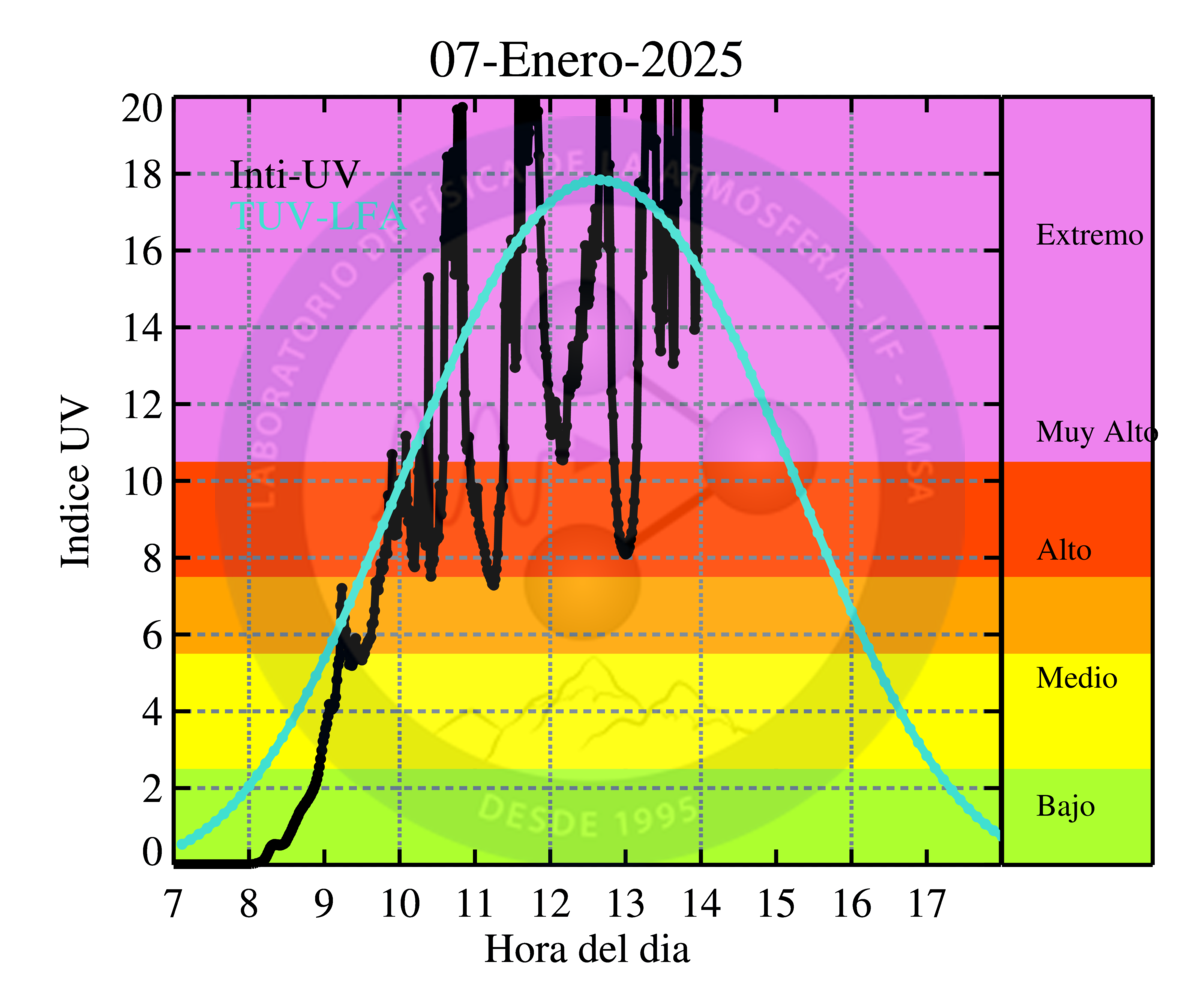 07-Enero-2025
20
18
16
14
12
10
8
6
4
2
0
Indice UV
Inti-UV
TUV-LFA
LABORATORIO DE FÍSICA DE LA ATMÓSFERA - IIF - UMSA
DESDE 1995
Extremo
Muy Alto
Alto
Medio
Bajo
7 8 9 10 11 12 13 14 15 16 17
Hora del dia